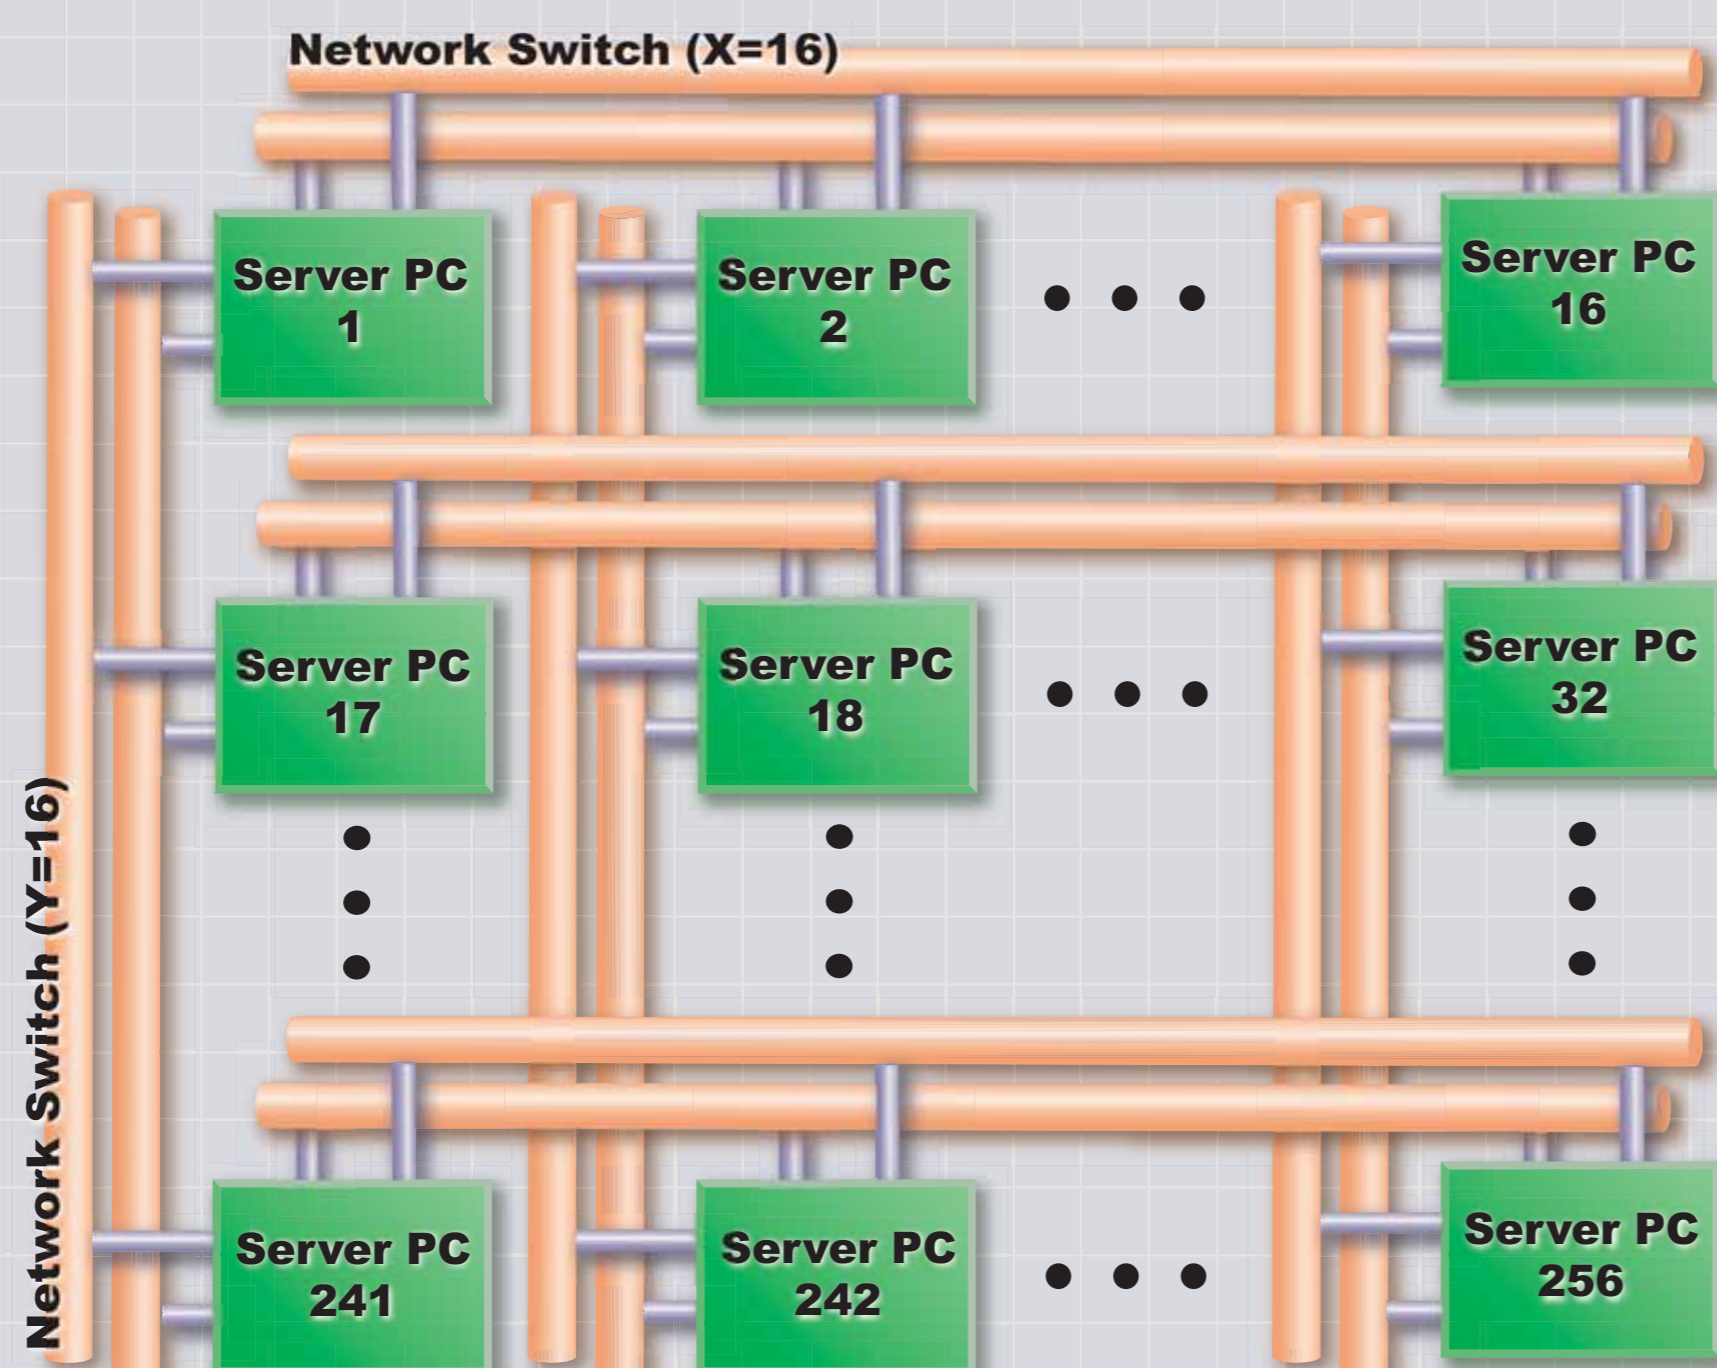 Network Switch (X=16)
Server PC
1
Server PC
2
Server PC
16
Server PC
17
Server PC
18
Server PC
32
Network Switch (Y=16)
Server PC
241
Server PC
242
Server PC
256